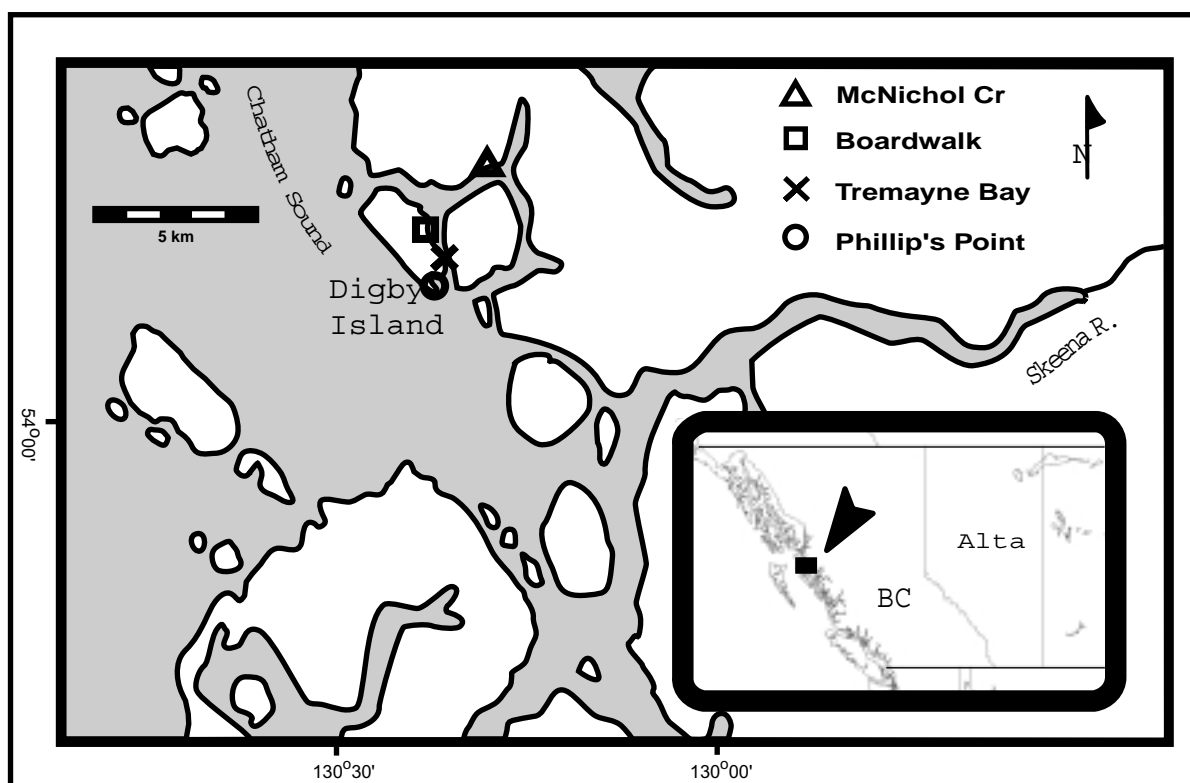 McNichol Cr
Boardwalk
Tremayne Bay
Phillip's Point
N
Chatham Sound
5 km
Digby
Island
Skeena R.
54°00'
Alta
BC
130°30'
130°00'